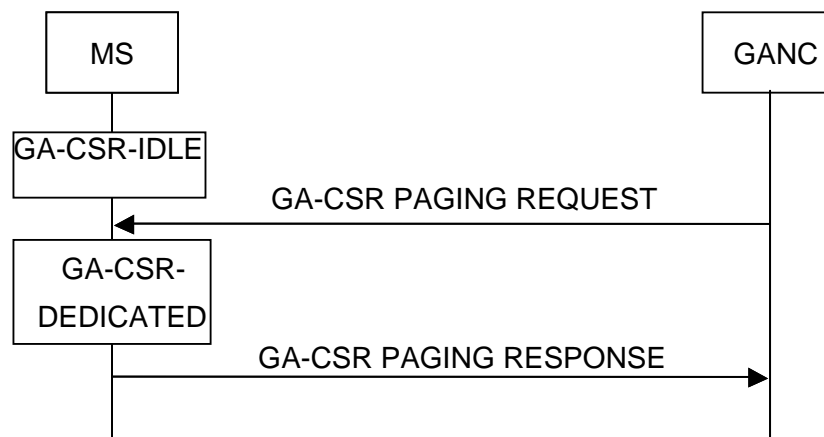 MS
GANC
GA-CSR-IDLE
GA-CSR PAGING REQUEST
GA-CSR-
DEDICATED
GA-CSR PAGING RESPONSE